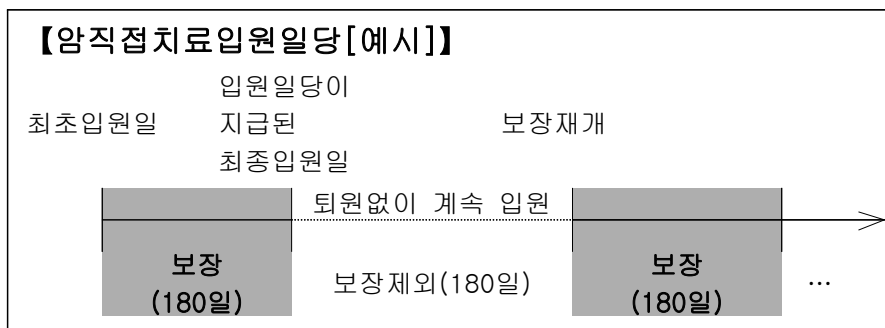 【암직접치료입원일당[예시]】
최초입원일
입원일당이
지급된
최종입원일
보장재개
퇴원없이 계속 입원
보장
(180일)
보장제외(180일)
보장
(180일)
...